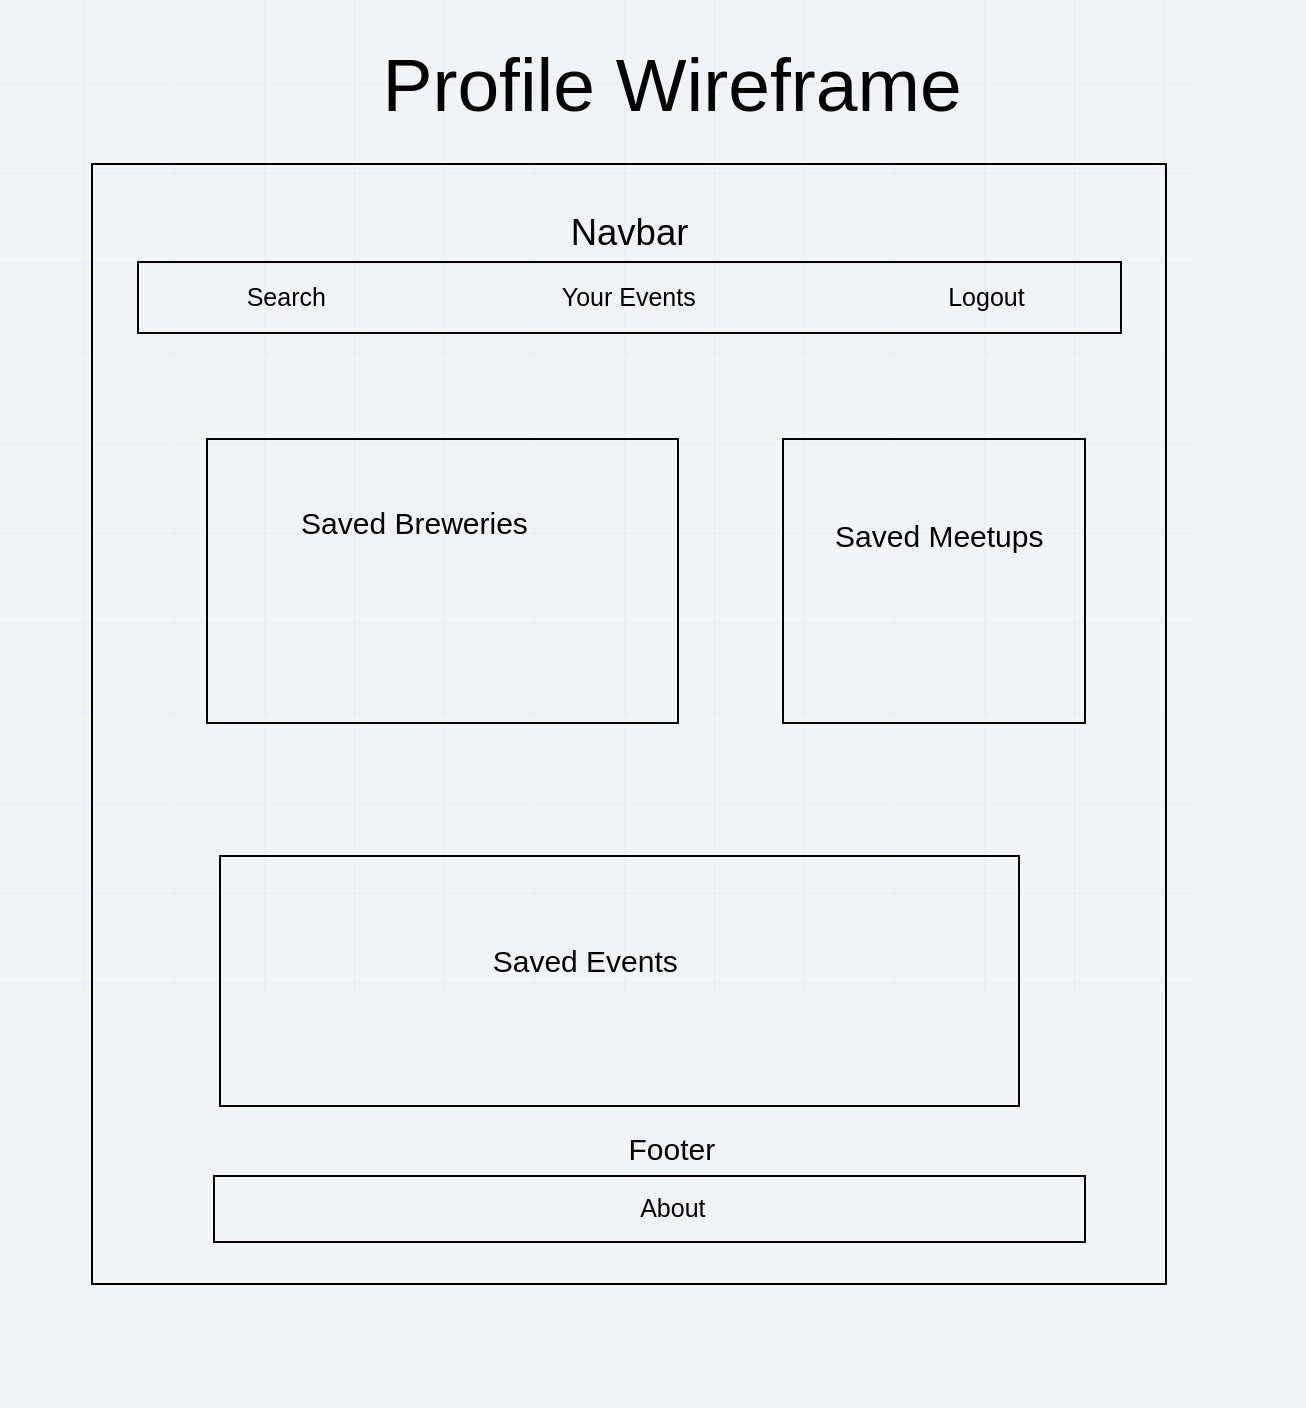 Profile Wireframe
Navbar
Search
Your Events
Logout
Saved Breweries
Saved Meetups
Saved Events
Footer
About